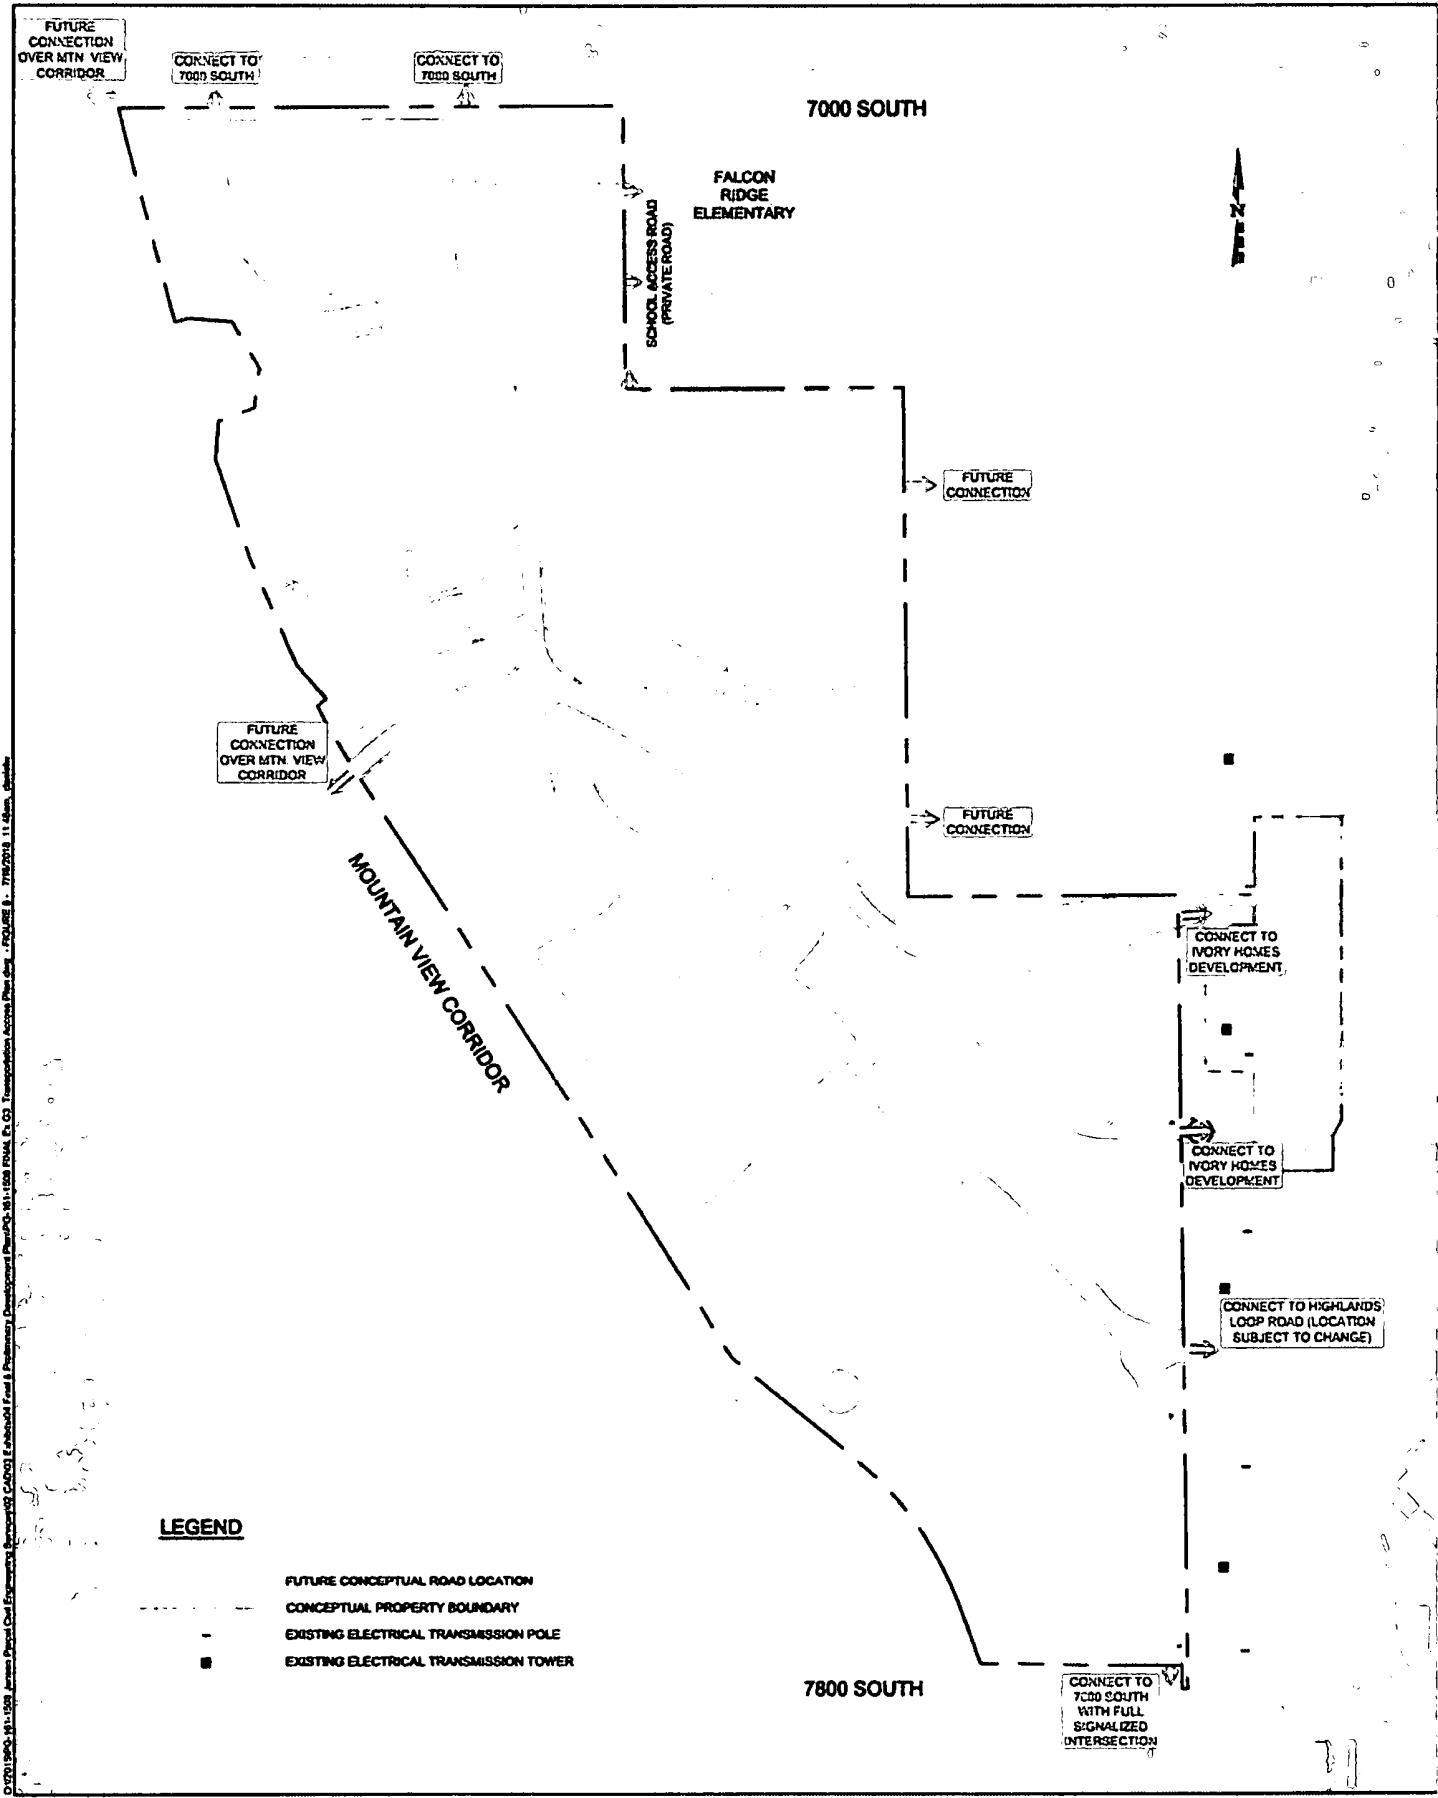 FUTURE
CONNECTION
OVER MTN. VIEW
CORRIDOR
CONNECT TO
7000 SOUTH
CONNECT TO
7000 SOUTH
7000 SOUTH
FALCON
RIDGE
ELEMENTARY
SCHOOL ACCESS ROAD
(PRIVATE ROAD)
N
FUTURE
CONNECTION
FUTURE
CONNECTION
OVER MTN. VIEW
CORRIDOR
FUTURE
CONNECTION
MOUNTAIN VIEW CORRIDOR
CONNECT TO
IVORY HOMES
DEVELOPMENT
CONNECT TO
IVORY HOMES
DEVELOPMENT
CONNECT TO HIGHLANDS
LOOP ROAD (LOCATION
SUBJECT TO CHANGE)
LEGEND
FUTURE CONCEPTUAL ROAD LOCATION
CONCEPTUAL PROPERTY BOUNDARY
EXISTING ELECTRICAL TRANSMISSION POLE
EXISTING ELECTRICAL TRANSMISSION TOWER
7800 SOUTH
CONNECT TO
SOUTH
WITH FULL
SIGNALIZED
INTERSECTION